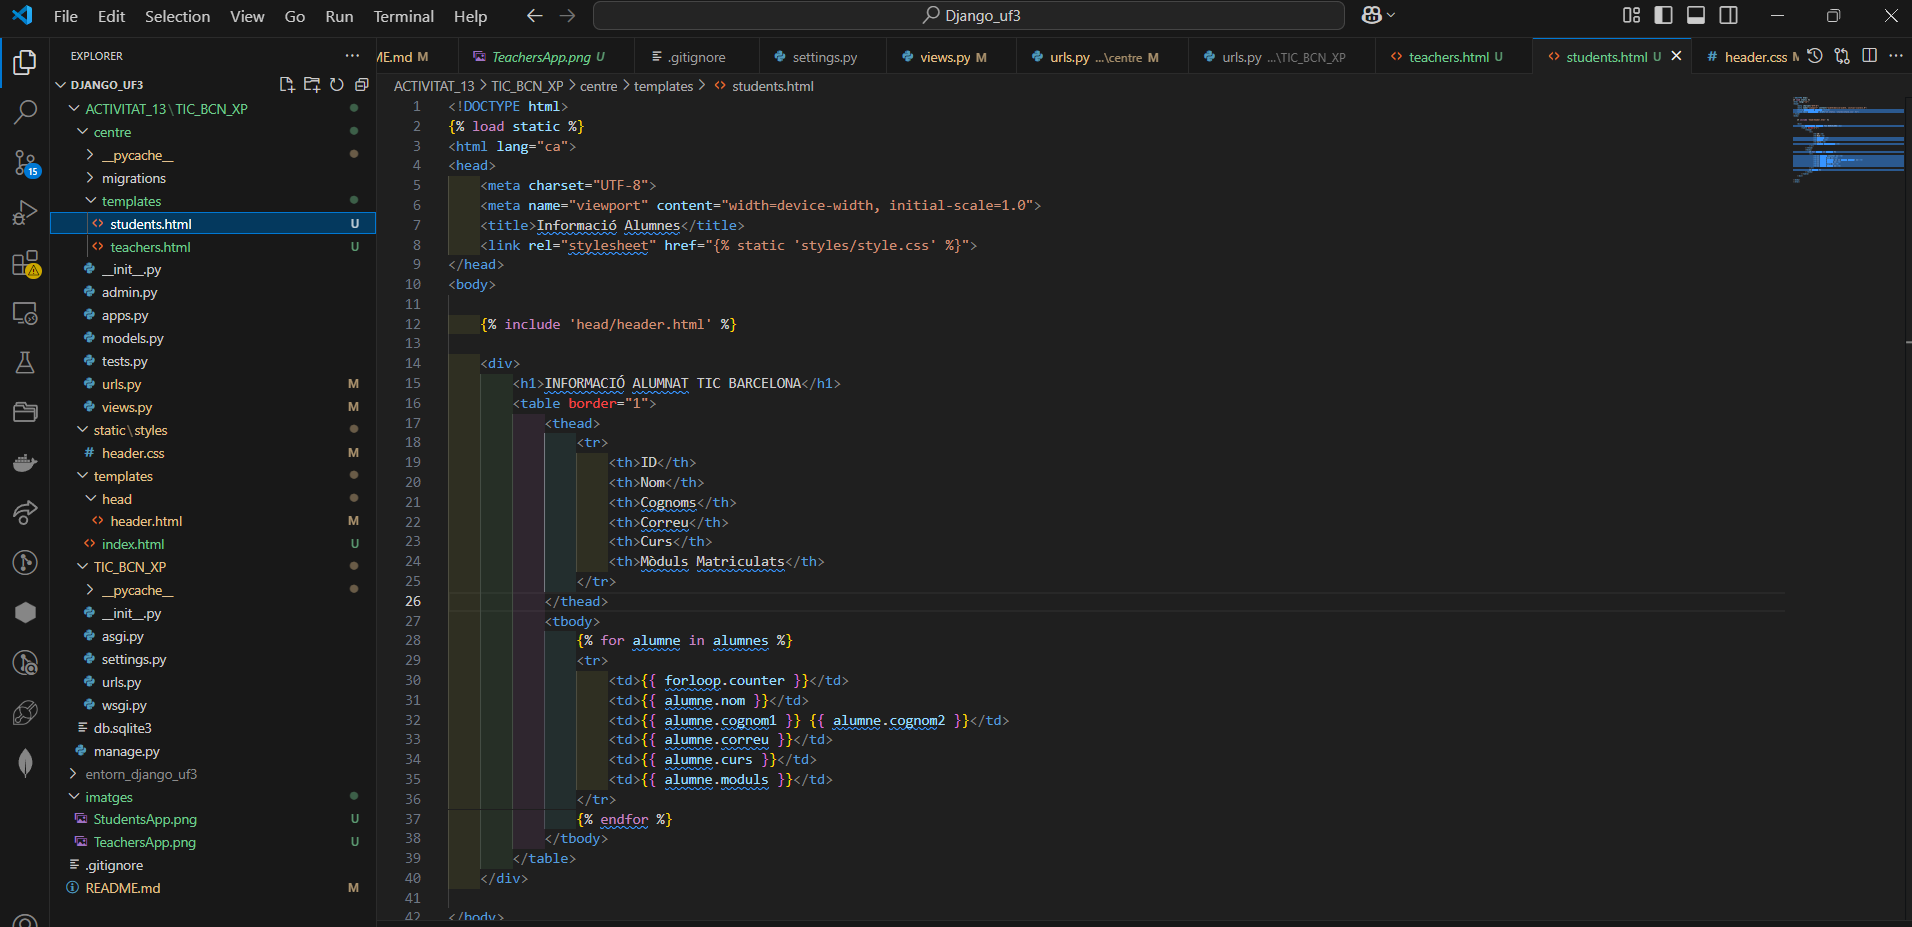 File Edit Selection View Go Run Terminal Help
Django_uf3
EXPLORER
ME.md M TeachersApp.png U .gitignore settings.py views.py M urls.py ...\centre M urls.py ...\TIC_BCN_XP teachers.html U students.html U header.css
DJANGO_UF3
ACTIVITAT_13\TIC_BCN_XP
centre
__pycache__
migrations
templates
students.html U
teachers.html U
__init__.py
admin.py
apps.py
models.py
tests.py
urls.py M
views.py M
static\styles
header.css M
templates
head
header.html M
index.html U
TIC_BCN_XP
__pycache__
__init__.py
asgi.py
settings.py
urls.py
wsgi.py
db.sqlite3
manage.py
entorn_django_uf3
imatges
StudentsApp.png U
TeachersApp.png U
.gitignore
README.md M
15
ACTIVITAT_13 > TIC_BCN_XP > centre > templates > students.html
1 <!DOCTYPE html>
2 {% load static %}
3 <html lang="ca">
4 <head>
5 <meta charset="UTF-8">
6 <meta name="viewport" content="width=device-width, initial-scale=1.0">
7 <title>Informació Alumnes</title>
8 <link rel="stylesheet" href="{% static 'styles/style.css' %}">
9 </head>
10 <body>
11
12 {% include 'head/header.html' %}
13
14 <div>
15 <h1>INFORMACIÓ ALUMNAT TIC BARCELONA</h1>
16 <table border="1">
17 <thead>
18 <tr>
19 <th>ID</th>
20 <th>Nom</th>
21 <th>Cognoms</th>
22 <th>Correu</th>
23 <th>Curs</th>
24 <th>Mòduls Matriculats</th>
25 </tr>
26 </thead>
27 <tbody>
28 {% for alumne in alumnes %}
29 <tr>
30 <td>{{ forloop.counter }}</td>
31 <td>{{ alumne.nom }}</td>
32 <td>{{ alumne.cognom1 }} {{ alumne.cognom2 }}</td>
33 <td>{{ alumne.correu }}</td>
34 <td>{{ alumne.curs }}</td>
35 <td>{{ alumne.moduls }}</td>
36 </tr>
37 {% endfor %}
38 </tbody>
39 </table>
40 </div>
41
42 </body>